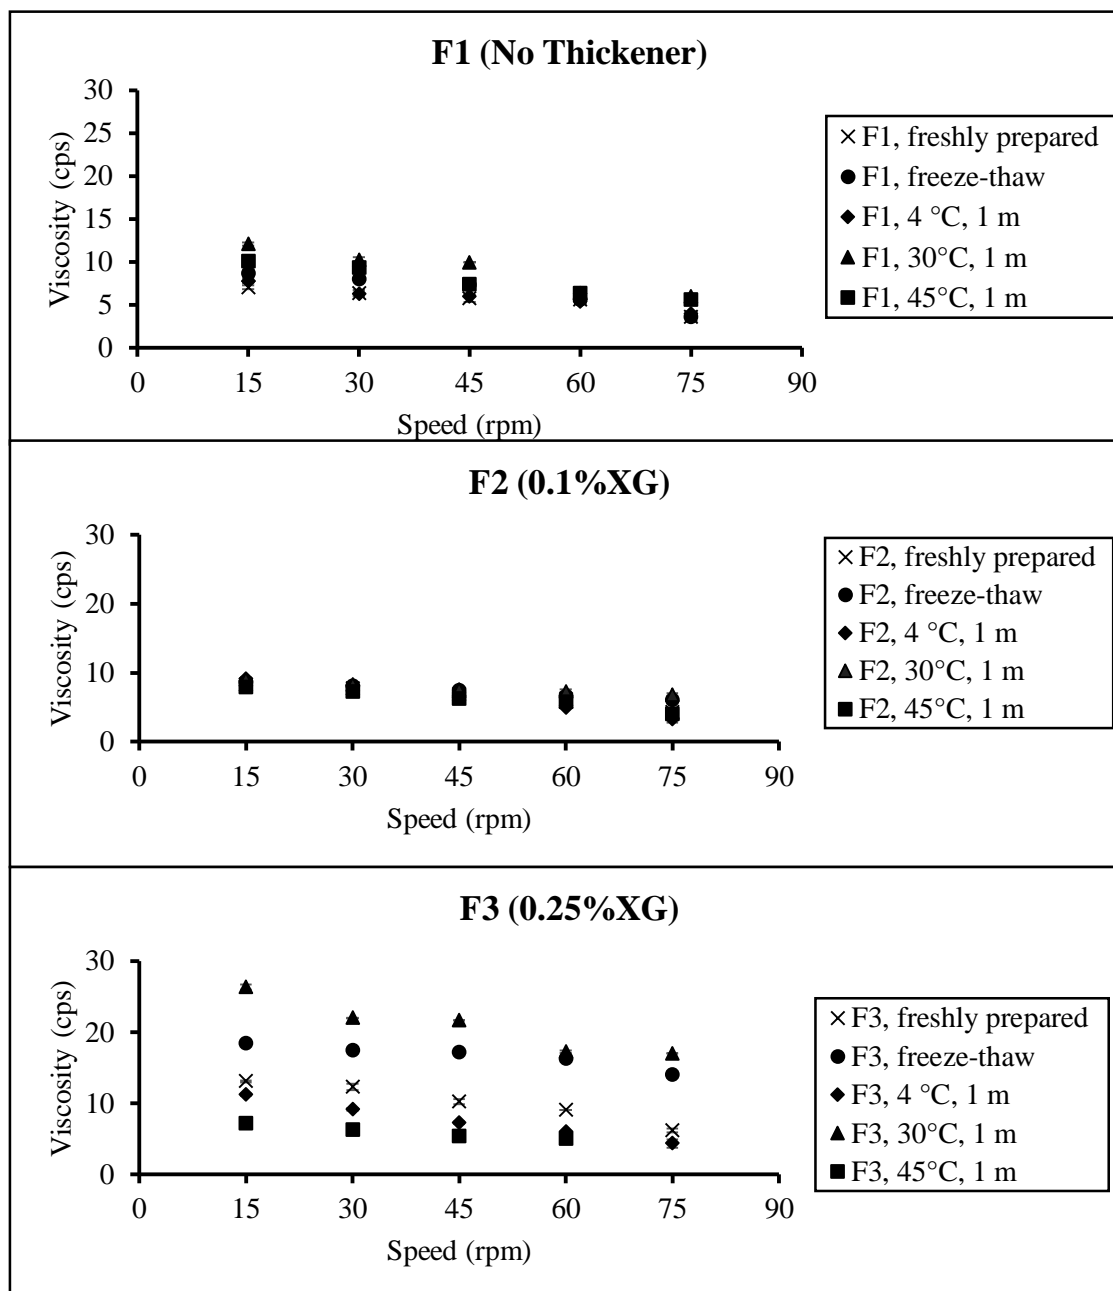 F1 (No Thickener)
30
25
20
15
10
5
0
Viscosity (cps)
0 15 30 45 60 75 90
Speed (rpm)
F1, freshly prepared
F1, freeze-thaw
F1, 4 °C, 1 m
F1, 30°C, 1 m
F1, 45°C, 1 m
F2 (0.1%XG)
30
20
10
0
Viscosity (cps)
0 15 30 45 60 75 90
Speed (rpm)
F2, freshly prepared
F2, freeze-thaw
F2, 4 °C, 1 m
F2, 30°C, 1 m
F2, 45°C, 1 m
F3 (0.25%XG)
30
20
10
0
Viscosity (cps)
0 15 30 45 60 75 90
Speed (rpm)
F3, freshly prepared
F3, freeze-thaw
F3, 4 °C, 1 m
F3, 30°C, 1 m
F3, 45°C, 1 m